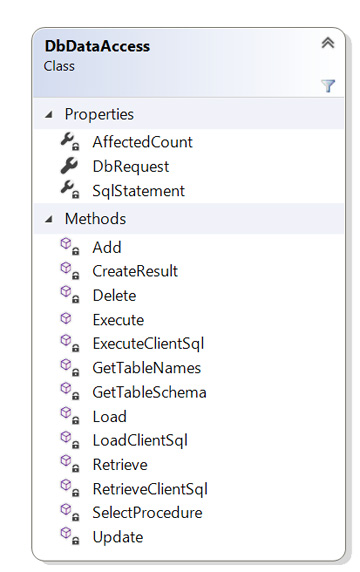 DbDataAccess
Class
Properties
AffectedCount
DbRequest
SqlStatement
Methods
Add
CreateResult
Delete
Execute
ExecuteClientSql
GetTableNames
GetTableSchema
Load
LoadClientSql
Retrieve
RetrieveClientSql
SelectProcedure
Update